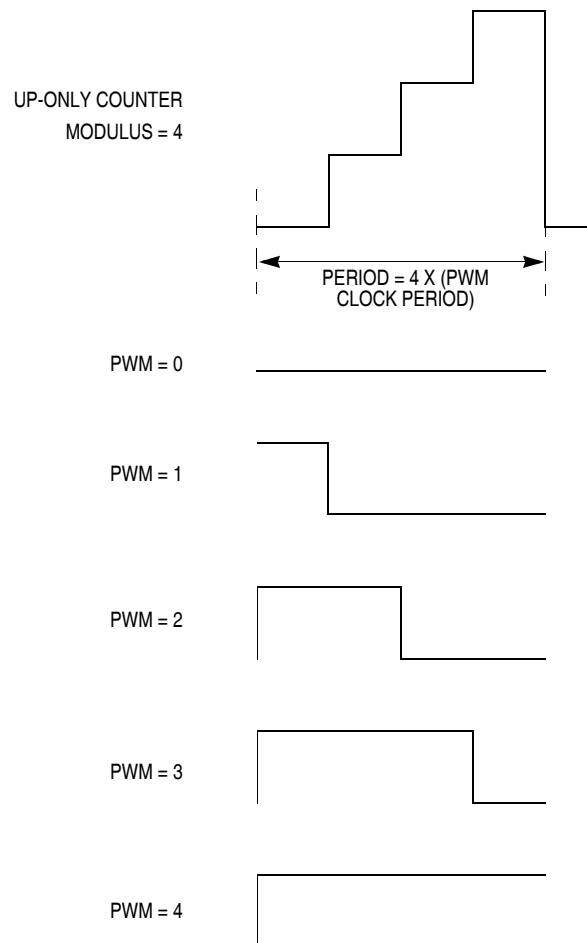 UP-ONLY COUNTER
MODULUS = 4
PERIOD = 4 X (PWM
CLOCK PERIOD)
PWM = 0
PWM = 1
PWM = 2
PWM = 3
PWM = 4